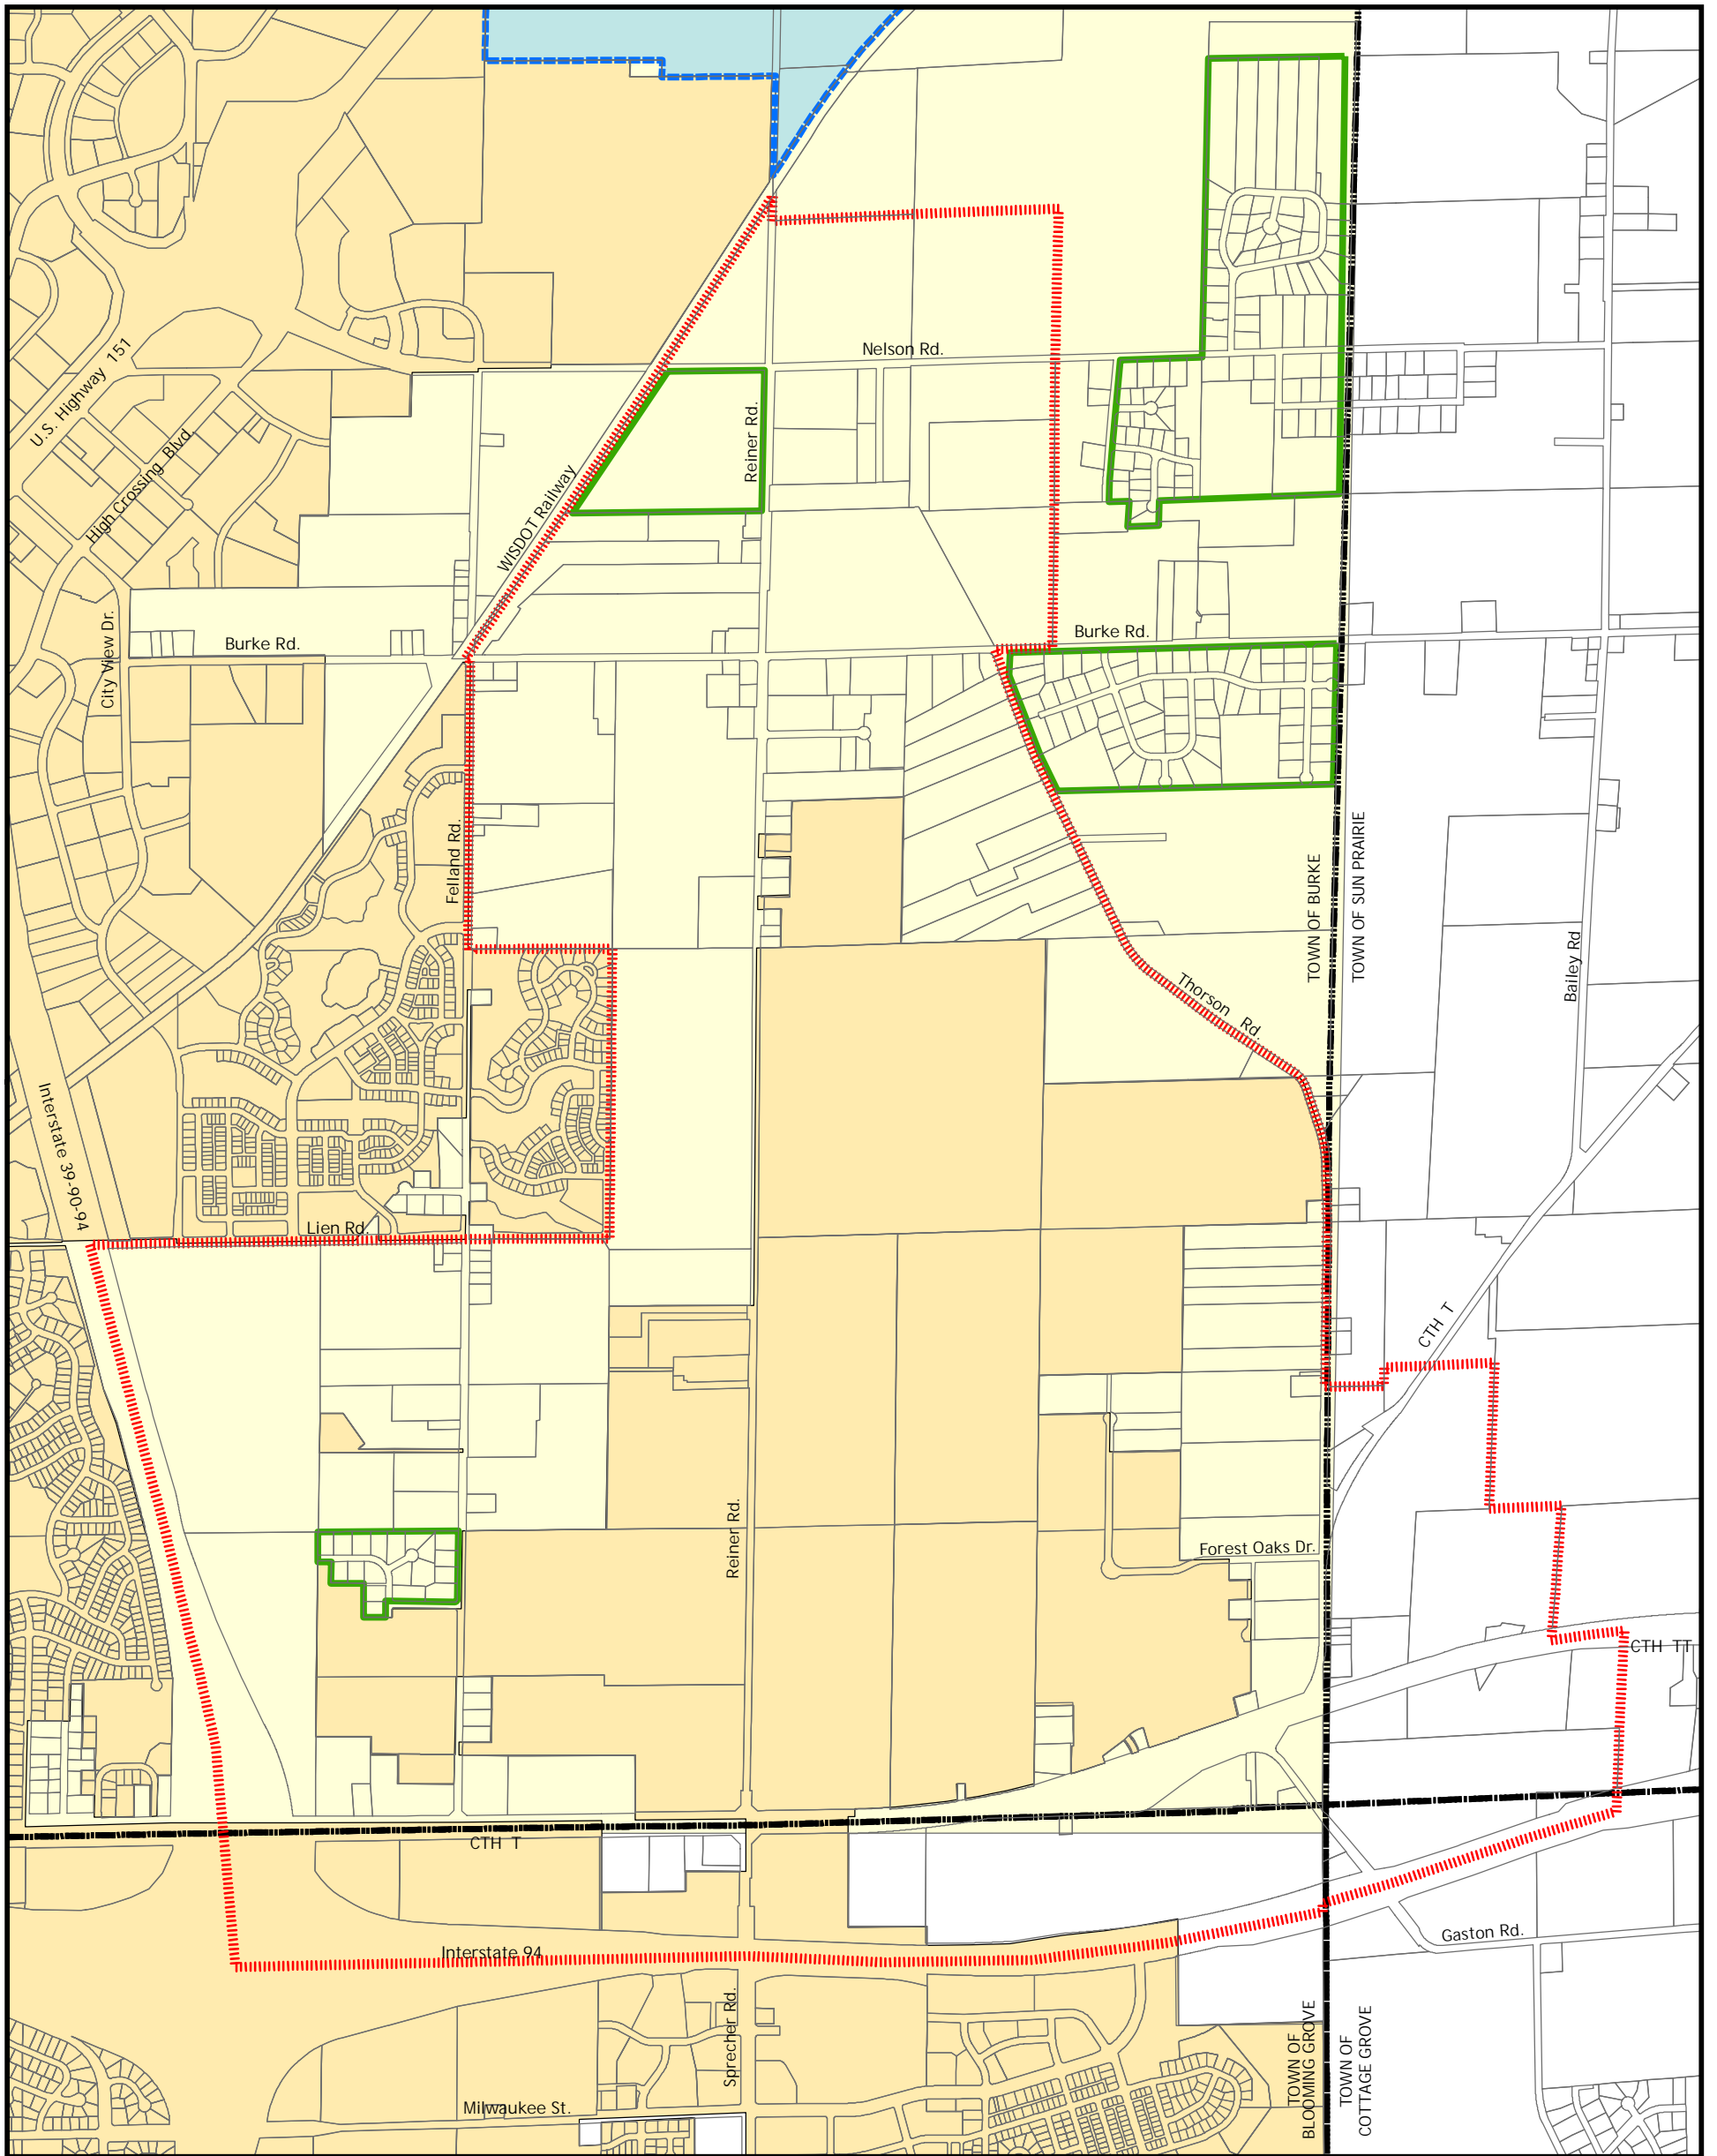 Nelson Rd.
U.S. Highway 151
Reiner Rd.
High Crossing Blvd.
WISDOT Railway
City View Dr.
Burke Rd.
Burke Rd.
Felland Rd.
TOWN OF BURKE
TOWN OF SUN PRAIRIE
Bailey Rd
Thorson Rd.
Interstate 39-90-94
Lien Rd.
CTH T
Reiner Rd.
Forest Oaks Dr.
CTH TT
CTH T
Gaston Rd.
Interstate 94
Sprecher Rd.
TOWN OF
BLOOMING GROVE
TOWN OF
COTTAGE GROVE
Milwaukee St.